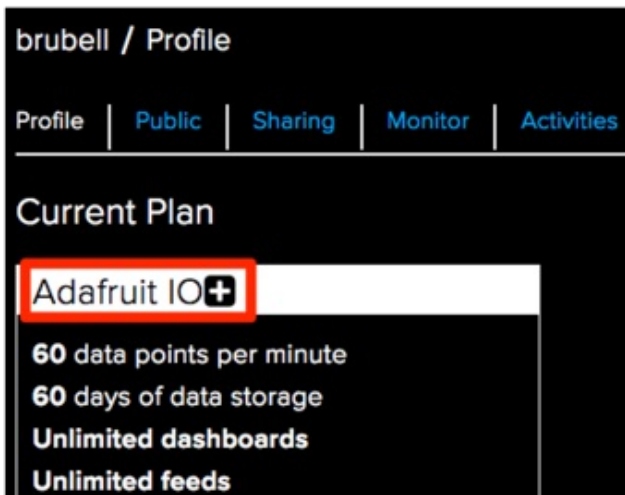 brubell / Profile
Profile | Public | Sharing | Monitor | Activities
Current Plan
Adafruit IO+
60 data points per minute
60 days of data storage
Unlimited dashboards
Unlimited feeds